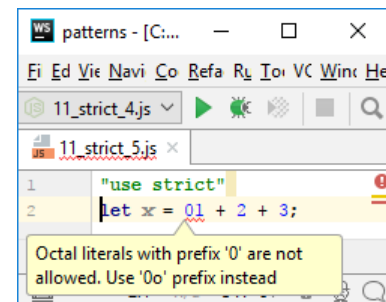 WS patterns - [C:...
Fi Ed Vie Navi Co Refa Ru Too VC Wind He
11_strict_4.js
JS 11_strict_5.js
1 "use strict"
2 let x = 01 + 2 + 3;
Octal literals with prefix '0' are not
allowed. Use '0o' prefix instead